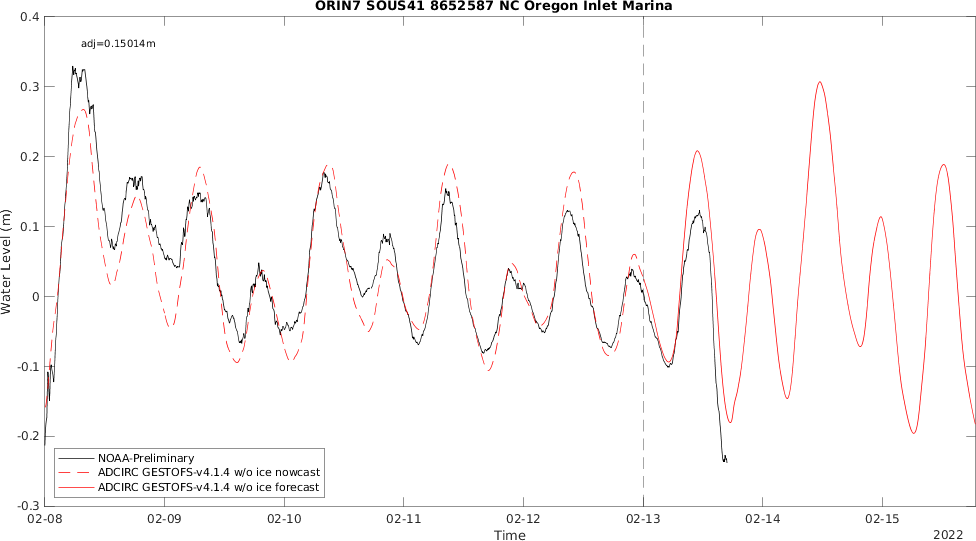 ORIN7 SOUS41 8652587 NC Oregon Inlet Marina
adj=0.15014m
0.4
0.3
0.2
0.1
0
-0.1
-0.2
-0.3
Water Level (m)
NOAA-Preliminary
ADCIRC GESTOFS-v4.1.4 w/o ice nowcast
ADCIRC GESTOFS-v4.1.4 w/o ice forecast
02-08 02-09 02-10 02-11 02-12 02-13 02-14 02-15
Time
2022